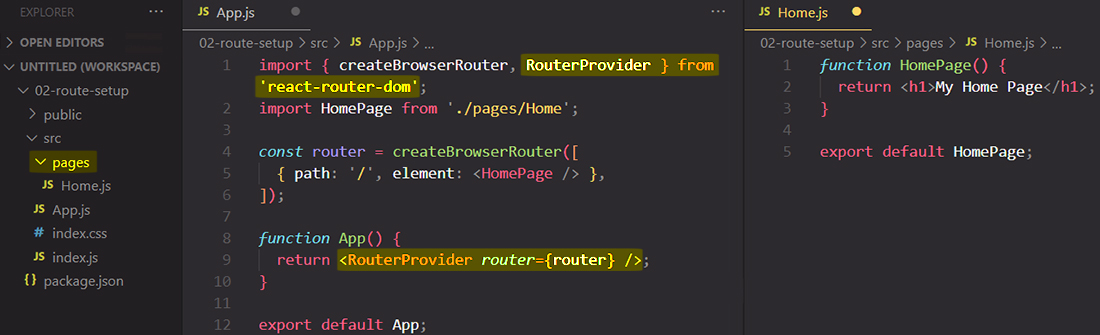 EXPLORER ...
OPEN EDITORS
UNTITLED (WORKSPACE)
02-route-setup
public
src
pages
JS Home.js
JS App.js
# index.css
JS index.js
{} package.json
JS App.js ...
02-route-setup > src > JS App.js > ...
1 import { createBrowserRouter, RouterProvider } from
'react-router-dom';
2 import HomePage from './pages/Home';
3
4 const router = createBrowserRouter([
5 { path: '/', element: <HomePage /> },
6 ]);
7
8 function App() {
9 return <RouterProvider router={router} />;
10 }
11
12 export default App;
JS Home.js
02-route-setup > src > pages > JS Home.js > ...
1 function HomePage() {
2 return <h1>My Home Page</h1>;
3 }
4
5 export default HomePage;